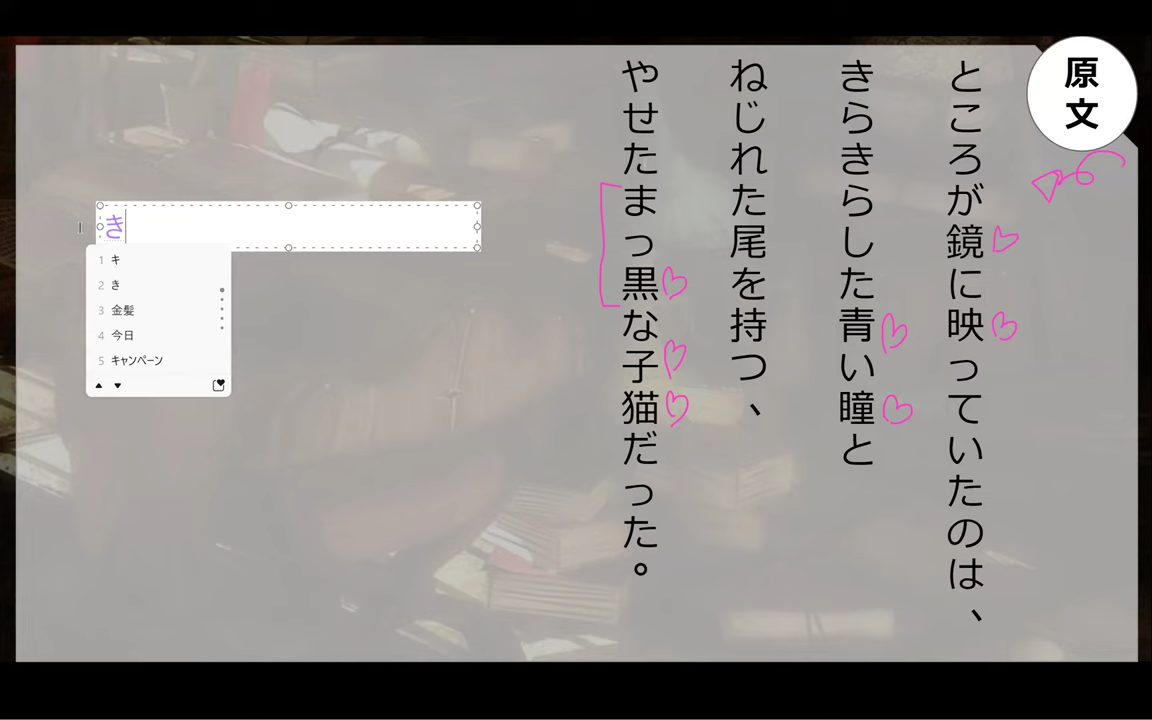 原文
ところが鏡に映っていたのは、
きらきらした青い瞳と
ねじれた尾を持つ、
やせたまっ黒な子猫だった。
き
1 キ
2 き
3 金髪
4 今日
5 キャンペーン